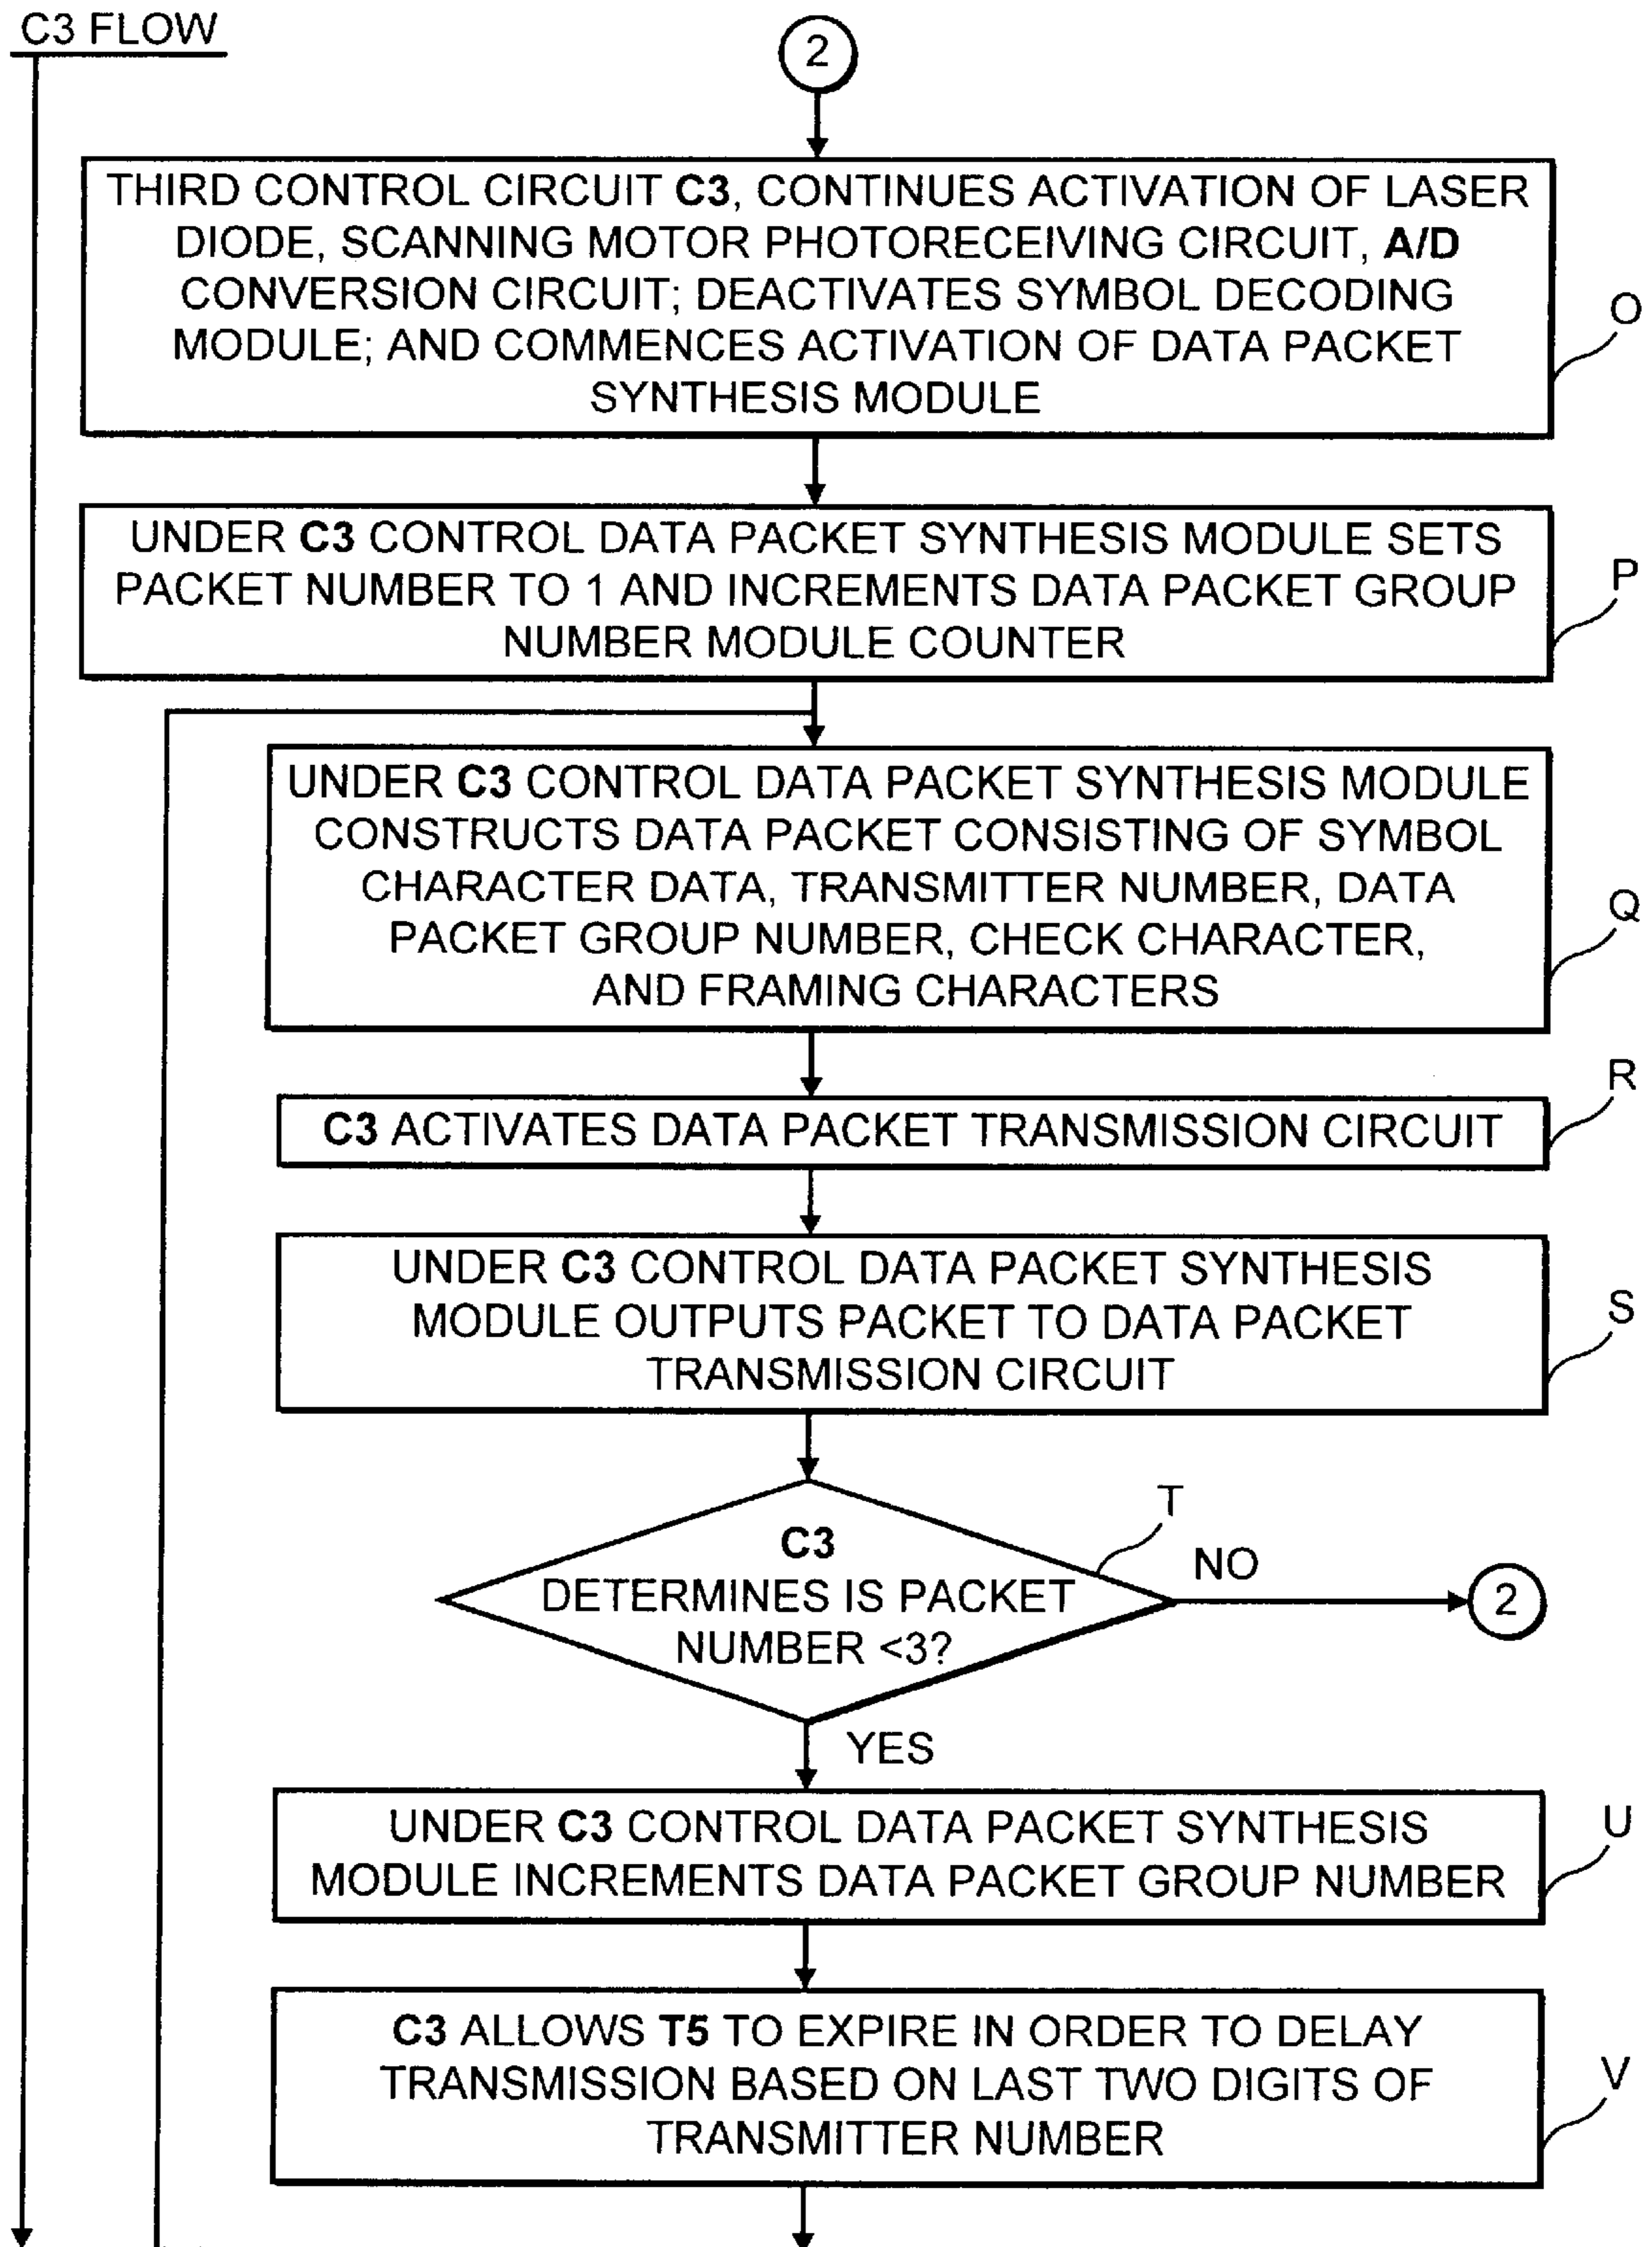 C3 FLOW
2
THIRD CONTROL CIRCUIT C3, CONTINUES ACTIVATION OF LASER
DIODE, SCANNING MOTOR PHOTORECEIVING CIRCUIT, A/D
CONVERSION CIRCUIT; DEACTIVATES SYMBOL DECODING
MODULE; AND COMMENCES ACTIVATION OF DATA PACKET
SYNTHESIS MODULE
O
UNDER C3 CONTROL DATA PACKET SYNTHESIS MODULE SETS
PACKET NUMBER TO 1 AND INCREMENTS DATA PACKET GROUP
NUMBER MODULE COUNTER
P
UNDER C3 CONTROL DATA PACKET SYNTHESIS MODULE
CONSTRUCTS DATA PACKET CONSISTING OF SYMBOL
CHARACTER DATA, TRANSMITTER NUMBER, DATA
PACKET GROUP NUMBER, CHECK CHARACTER,
AND FRAMING CHARACTERS
Q
C3 ACTIVATES DATA PACKET TRANSMISSION CIRCUIT
R
UNDER C3 CONTROL DATA PACKET SYNTHESIS
MODULE OUTPUTS PACKET TO DATA PACKET
TRANSMISSION CIRCUIT
S
C3
DETERMINES IS PACKET
NUMBER <3?
T
NO
2
YES
UNDER C3 CONTROL DATA PACKET SYNTHESIS
MODULE INCREMENTS DATA PACKET GROUP NUMBER
U
C3 ALLOWS T5 TO EXPIRE IN ORDER TO DELAY
TRANSMISSION BASED ON LAST TWO DIGITS OF
TRANSMITTER NUMBER
V